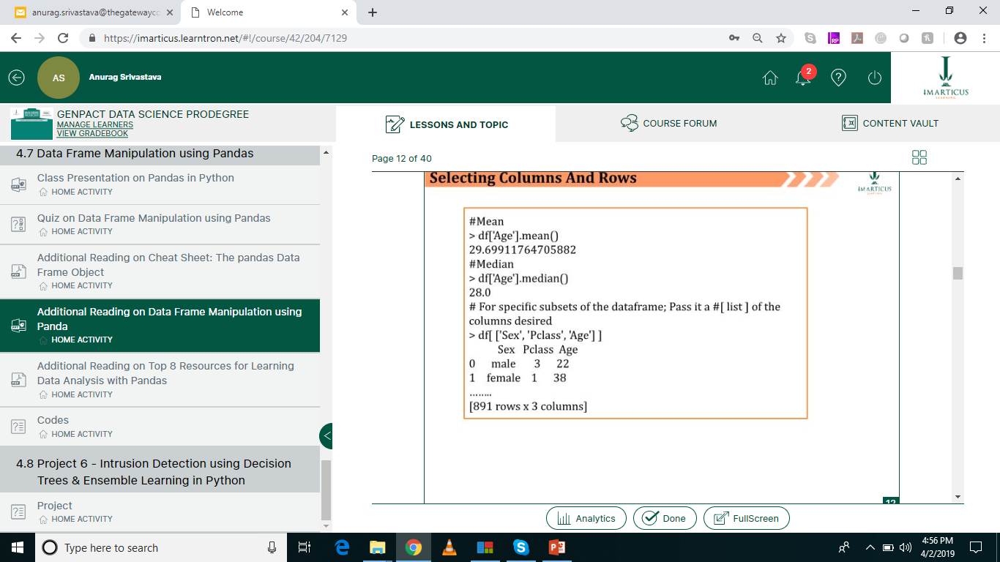 anurag.srivastava@thegatewayco
Welcome
https://imarticus.learntron.net/#!/course/42/204/7129
AS
Anurag Srivastava
2
IMARTICUS
LEARNING
GENPACT DATA SCIENCE PRODEGREE
MANAGE LEARNERS
VIEW GRADEBOOK
LESSONS AND TOPIC
COURSE FORUM
CONTENT VAULT
4.7 Data Frame Manipulation using Pandas
Class Presentation on Pandas in Python
HOME ACTIVITY
Quiz on Data Frame Manipulation using Pandas
HOME ACTIVITY
Additional Reading on Cheat Sheet: The pandas Data
Frame Object
HOME ACTIVITY
Additional Reading on Data Frame Manipulation using
Panda
HOME ACTIVITY
Additional Reading on Top 8 Resources for Learning
Data Analysis with Pandas
HOME ACTIVITY
Codes
HOME ACTIVITY
4.8 Project 6 - Intrusion Detection using Decision
Trees & Ensemble Learning in Python
Project
HOME ACTIVITY
Page 12 of 40
Selecting Columns And Rows
IMARTICUS
#Mean
> df['Age'].mean()
29.69911764705882
#Median
> df['Age'].median()
28.0
# For specific subsets of the dataframe; Pass it a #[ list ] of the
columns desired
> df[ ['Sex', 'Pclass', 'Age'] ]
Sex Pclass Age
0 male 3 22
1 female 1 38
........
[891 rows x 3 columns]
12
Analytics
Done
FullScreen
Type here to search
4:56 PM
4/2/2019